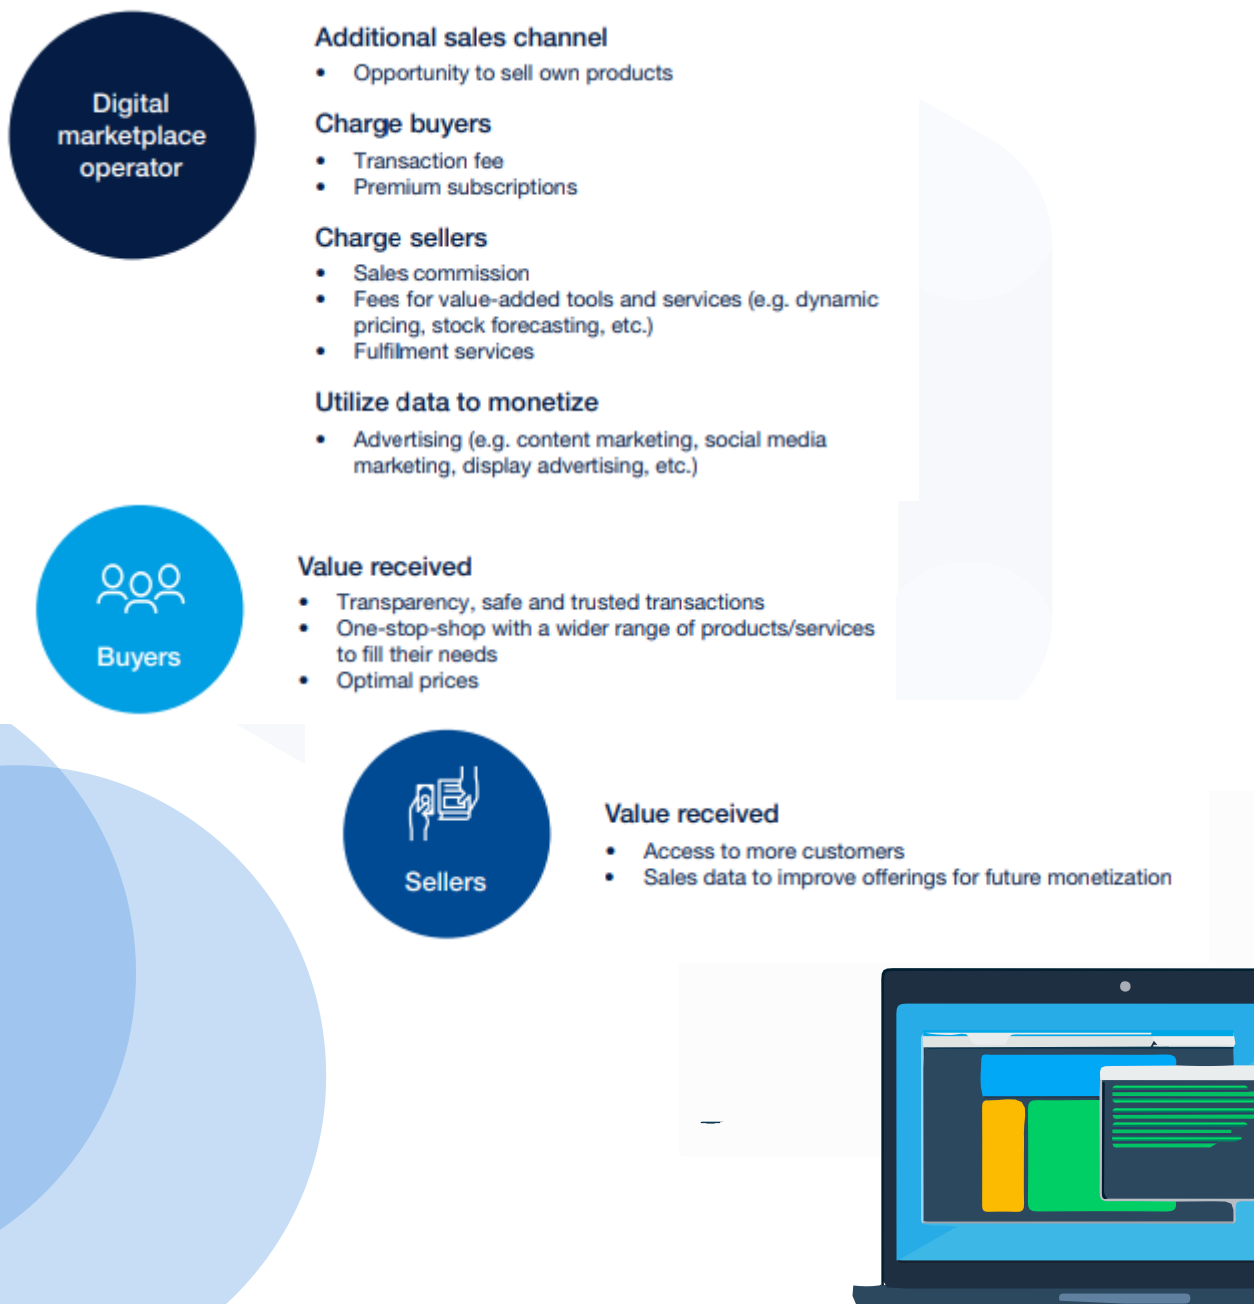 Digital
marketplace
operator
Additional sales channel
• Opportunity to sell own products
Charge buyers
• Transaction fee
• Premium subscriptions
Charge sellers
• Sales commission
• Fees for value-added tools and services (e.g. dynamic
pricing, stock forecasting, etc.)
• Fulfilment services
Utilize data to monetize
• Advertising (e.g. content marketing, social media
marketing, display advertising, etc.)
Buyers
Value received
• Transparency, safe and trusted transactions
• One-stop-shop with a wider range of products/services
to fill their needs
• Optimal prices
Sellers
Value received
• Access to more customers
• Sales data to improve offerings for future monetization